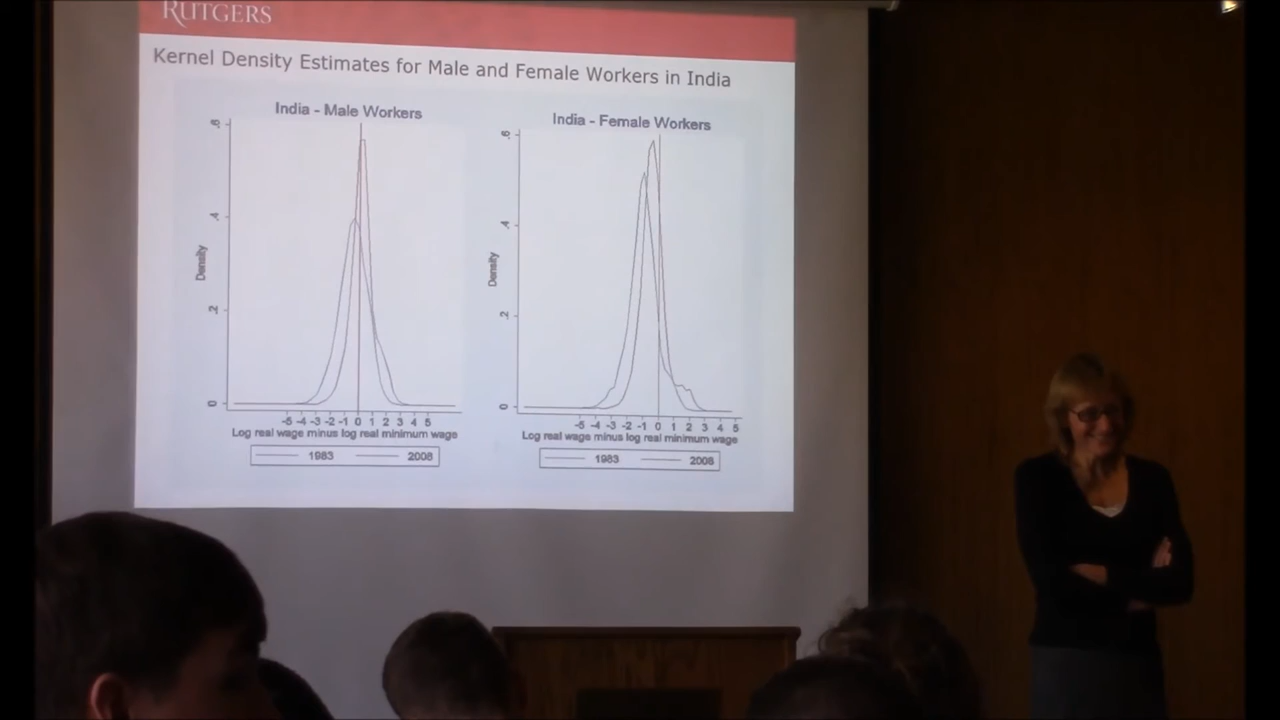 RUTGERS
Kernel Density Estimates for Male and Female Workers in India
India - Male Workers
.6
.4
.2
0
Density
-5 -4 -3 -2 -1 0 1 2 3 4 5
Log real wage minus log real minimum wage
1983 2008
India - Female Workers
.6
.4
.2
0
Density
-5 -4 -3 -2 -1 0 1 2 3 4 5
Log real wage minus log real minimum wage
1983 2008